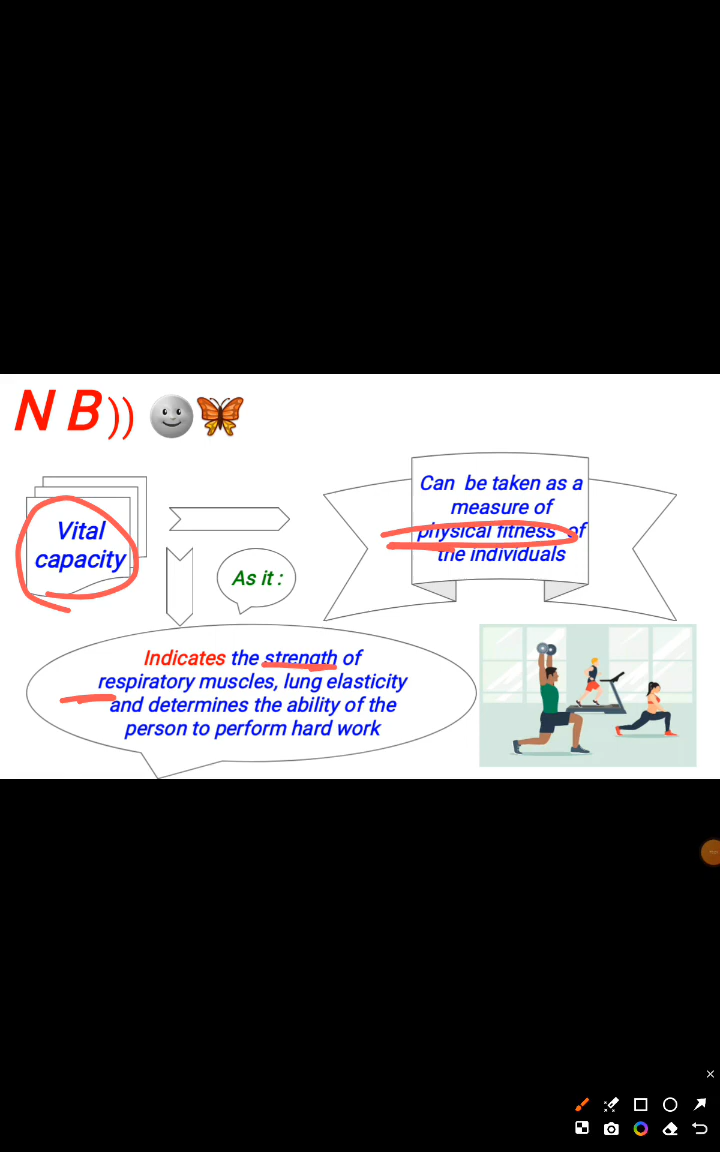 N B))
Vital
capacity
Can be taken as a
measure of
physical fitness of
the individuals
As it :
Indicates the strength of
respiratory muscles, lung elasticity
and determines the ability of the
person to perform hard work